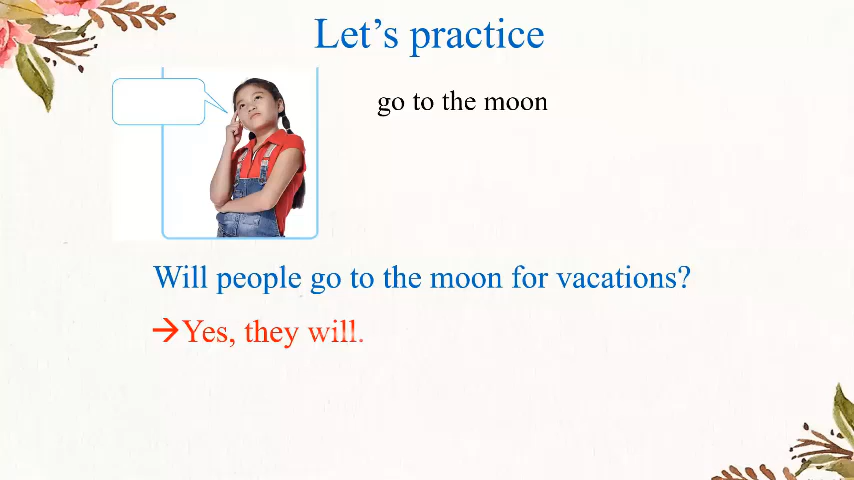 Let's practice
go to the moon
Will people go to the moon for vacations?
→Yes, they will.